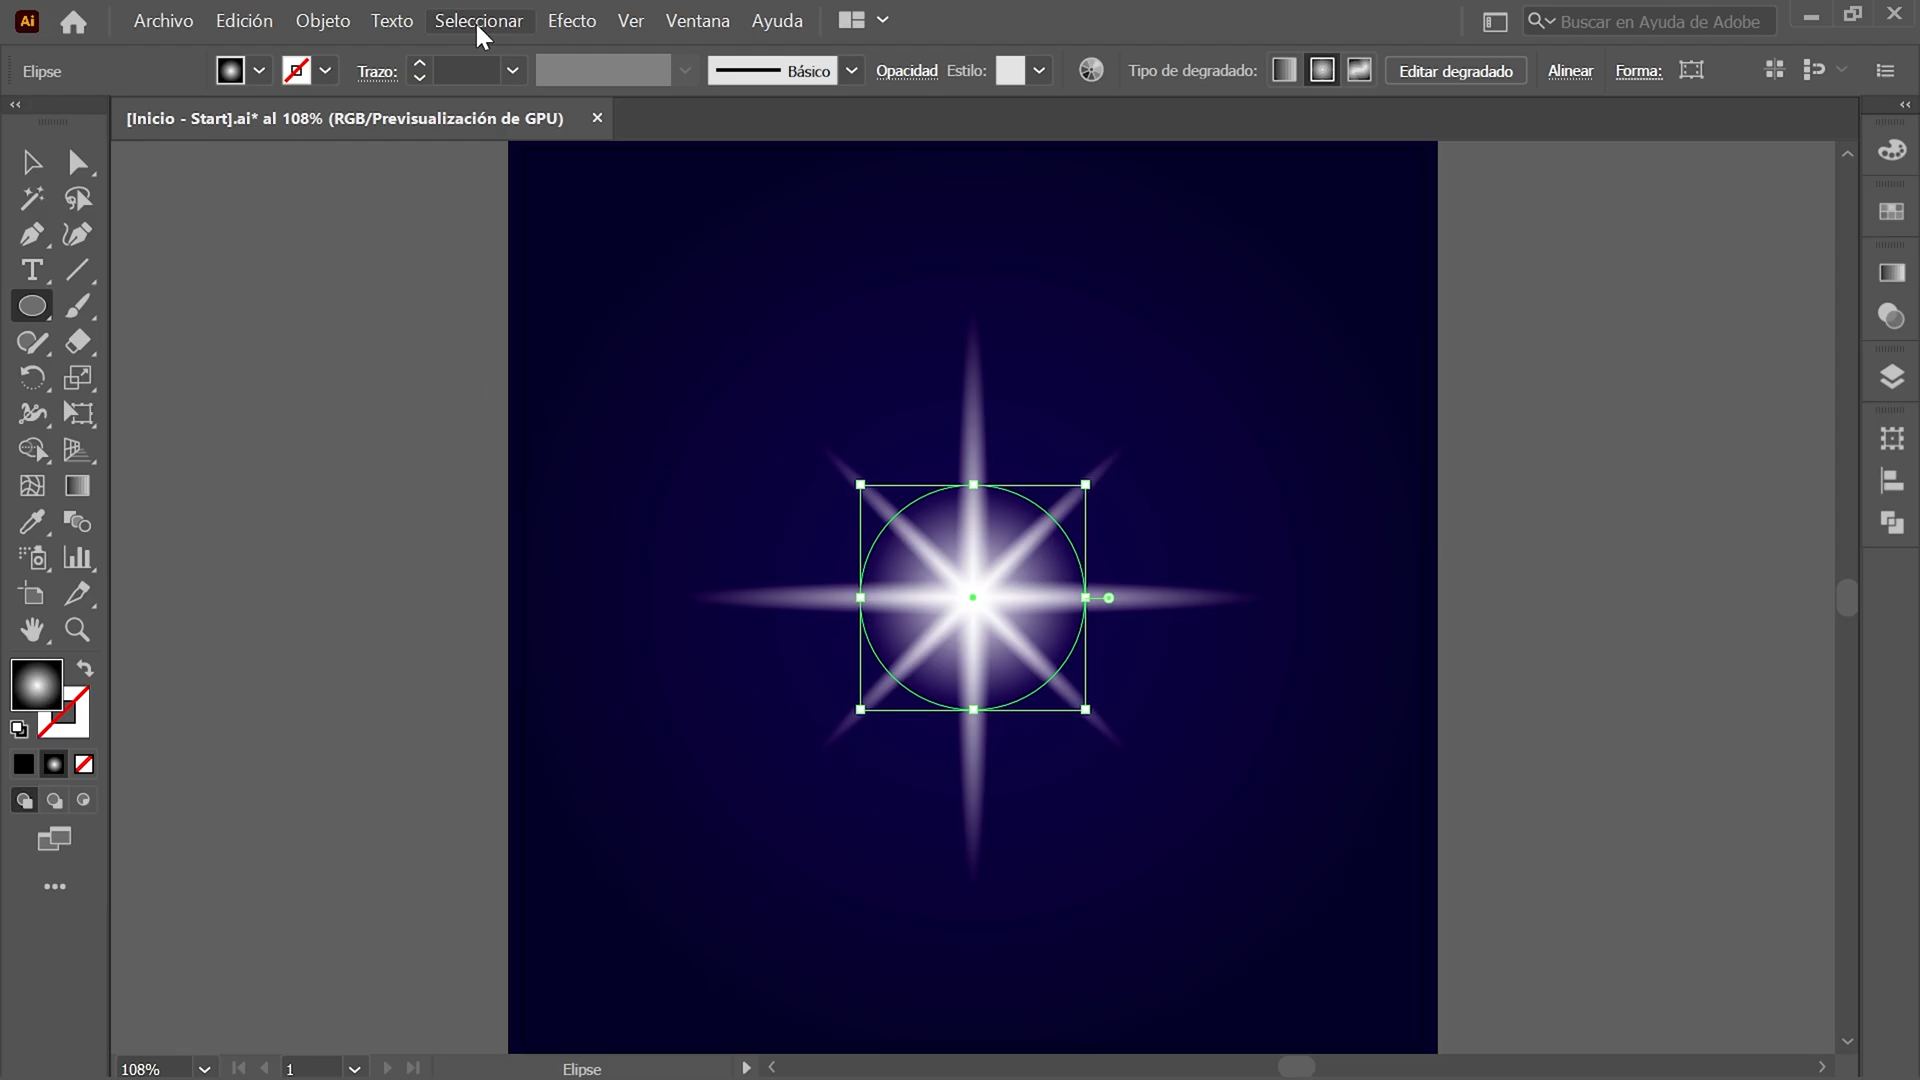 Ai Archivo Edición Objeto Texto Seleccionar Efecto Ver Ventana Ayuda Buscar en Ayuda de Adobe
Elipse Trazo: Básico Opacidad Estilo: Tipo de degradado: Editar degradado Alinear Forma:
[Inicio - Start].ai* al 108% (RGB/Previsualización de GPU)
108% 1 Elipse